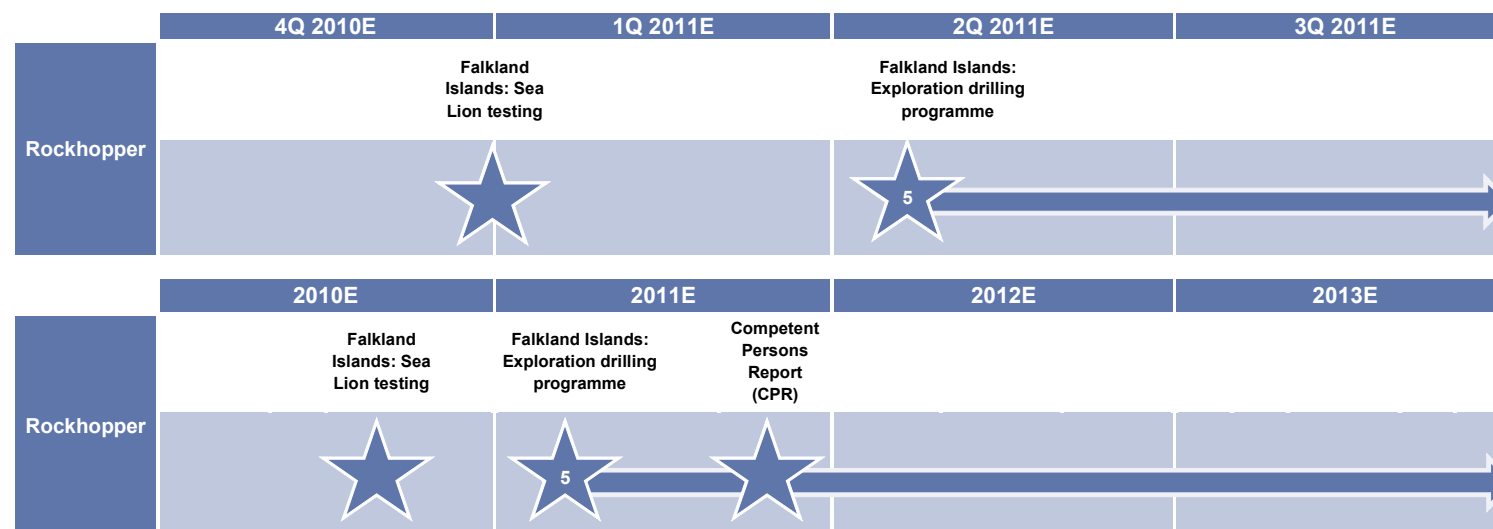 4Q 2010E
1Q 2011E
2Q 2011E
3Q 2011E
Rockhopper
Falkland
Islands: Sea
Lion testing
Falkland Islands:
Exploration drilling
programme
5
2010E
2011E
2012E
2013E
Rockhopper
Falkland
Islands: Sea
Lion testing
Falkland Islands:
Exploration drilling
programme
Competent
Persons
Report
(CPR)
5